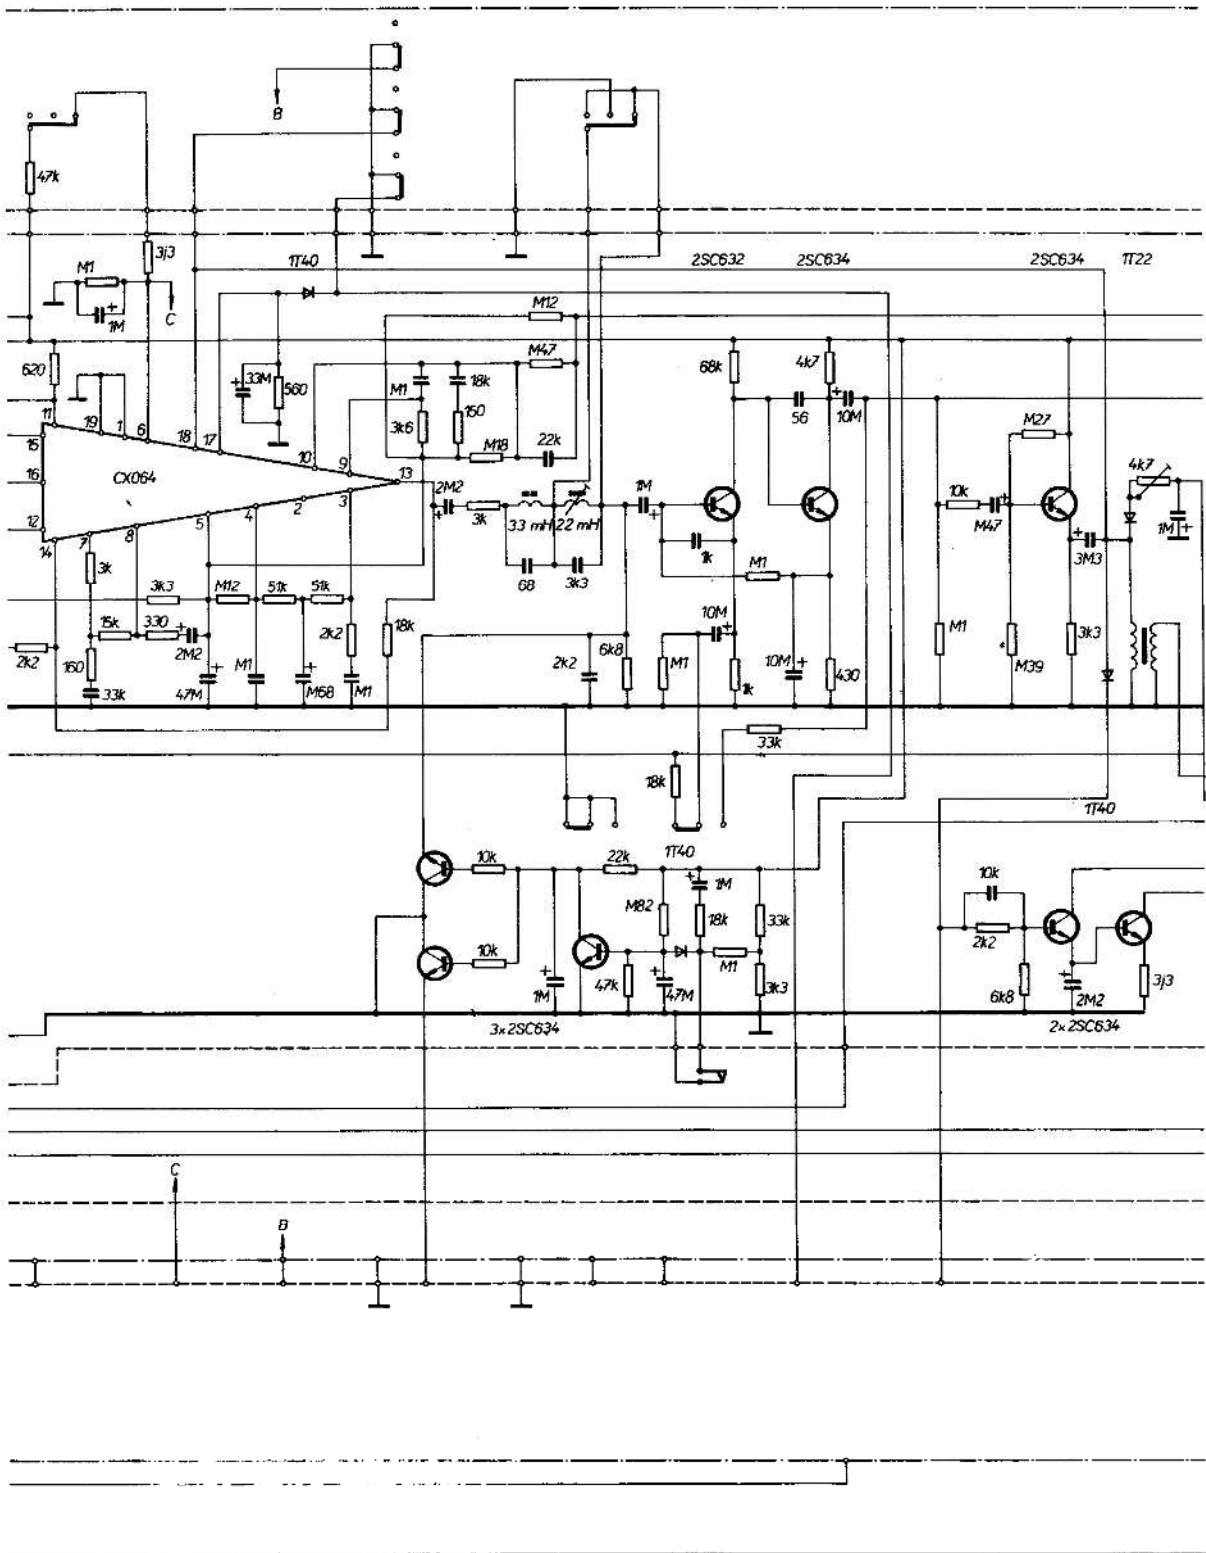 B
47k
3j3
M1
1M
C
1T40
2SC632
2SC634
2SC634
1T22
M12
M47
620
33M
560
M1
18k
3k6
150
M18
22k
68k
4k7
56
10M
M27
4k7
11
19
1
6
18
17
10
9
13
15
16
12
CX064
14
7
8
5
4
2
3
2M2
3k
33 mH
22 mH
1M
10k
M47
1M
3M3
68
3k3
1k
M1
3k
3k3
M12
51k
51k
15k
330
2M2
2k2
18k
10M
2k2
160
33k
47M
M1
M68
M1
2k2
6k8
M1
1k
10M
430
M1
M39
3k3
33k
18k
1T40
10k
22k
1T40
1M
M82
18k
33k
10k
2k2
10k
1M
47k
47M
M1
3k3
6k8
2M2
3j3
3x2SC634
2x2SC634
C
B